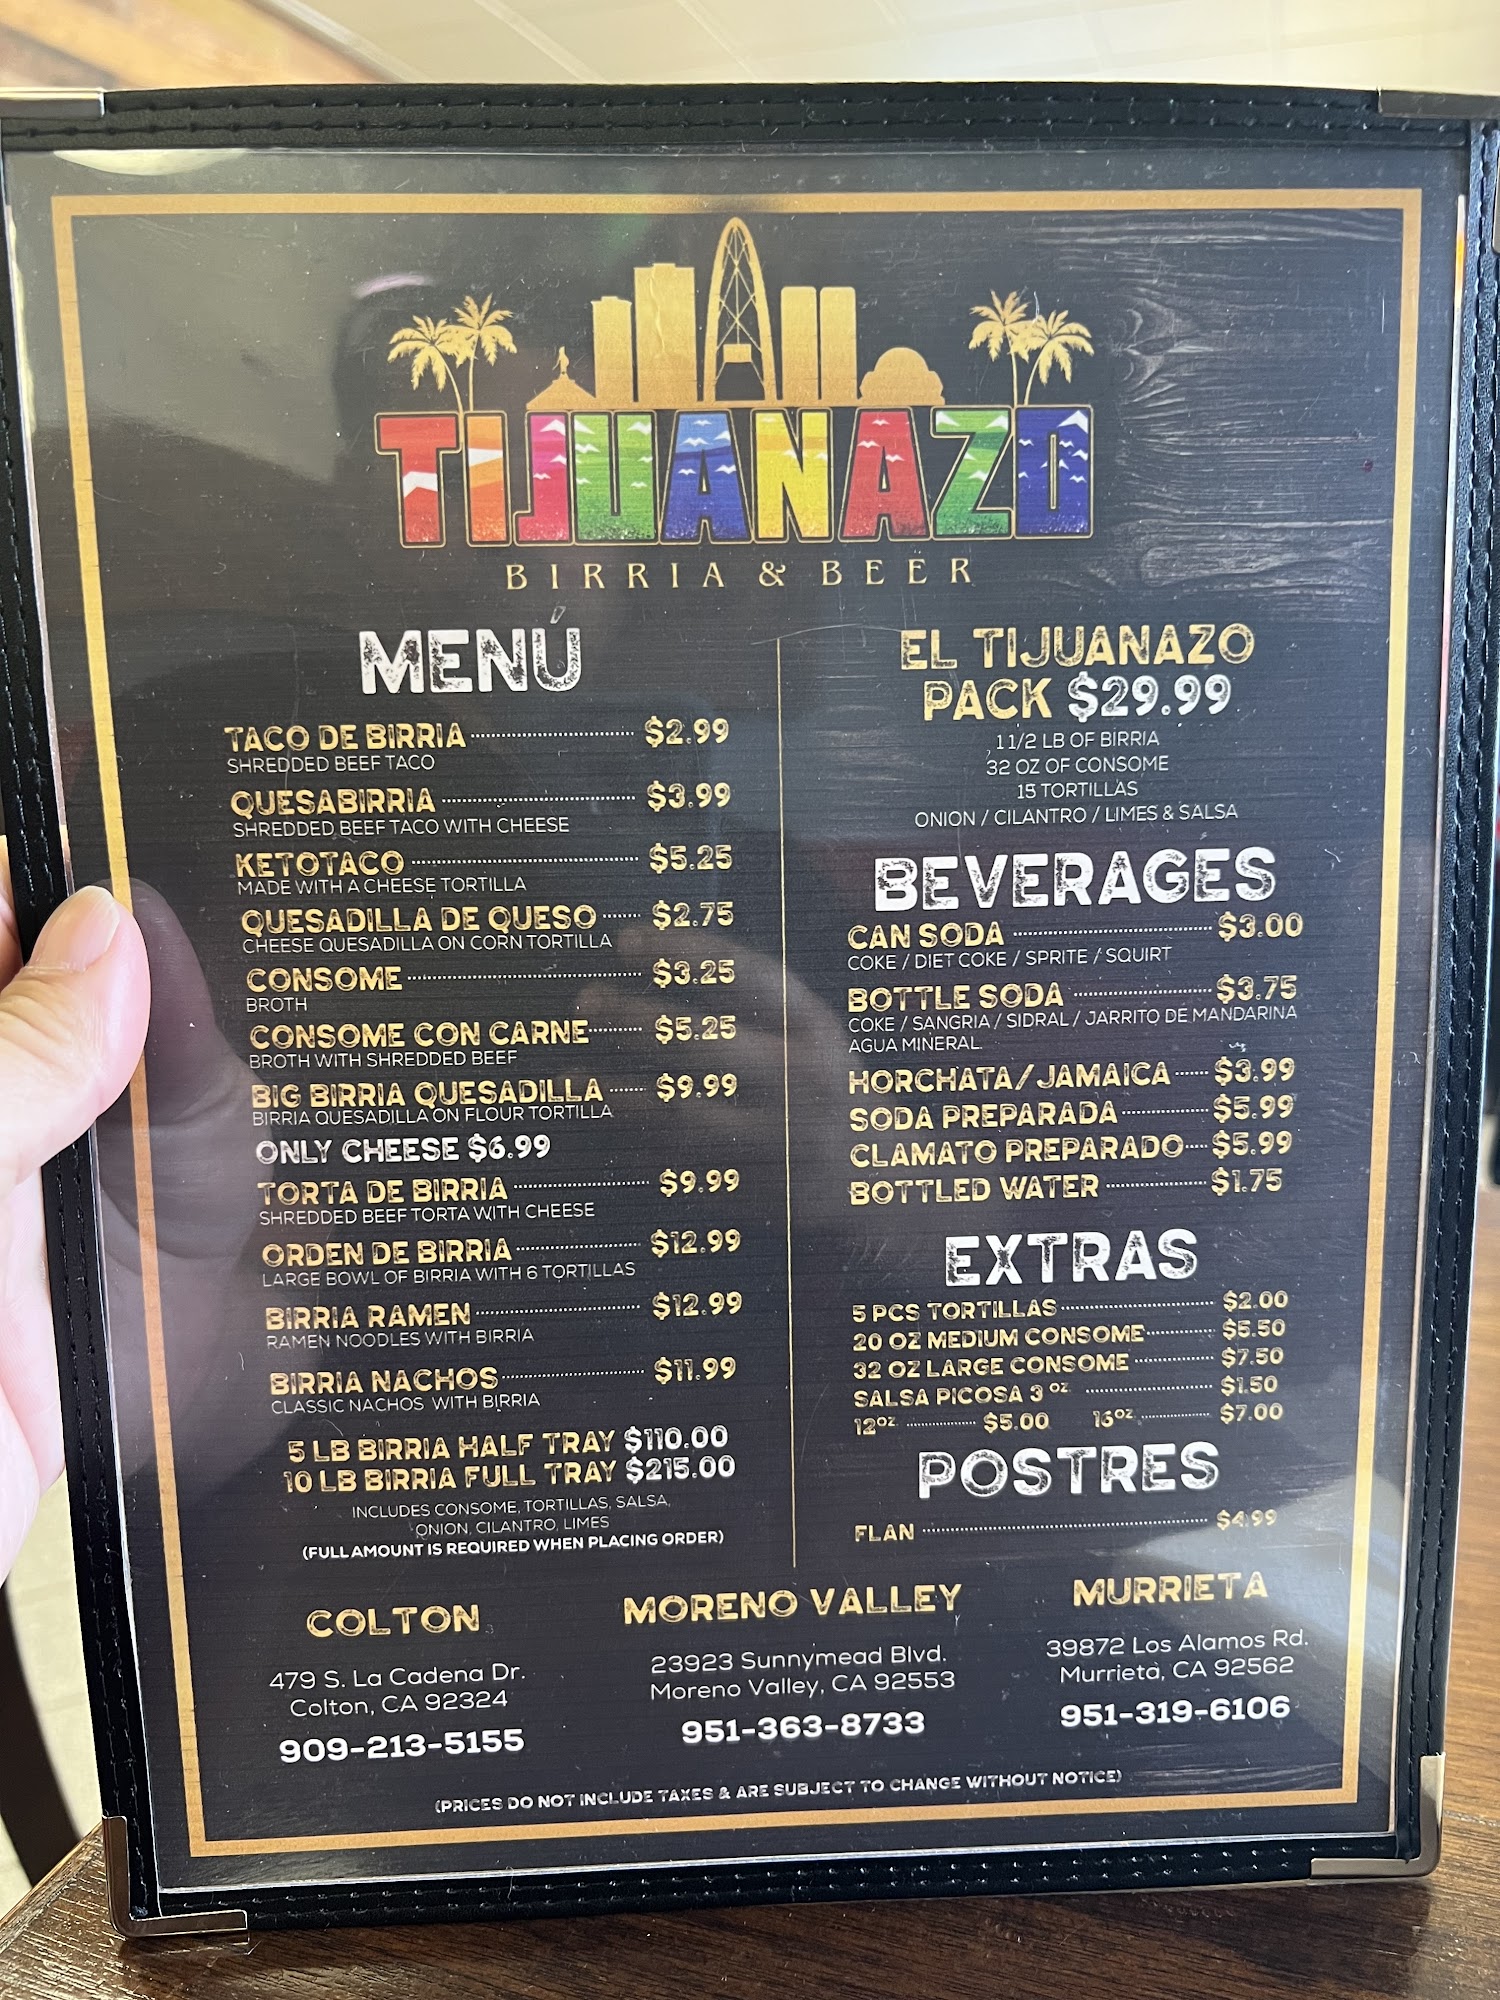 TIJUANAZO
BIRRIA & BEER
MENÚ
TACO DE BIRRIA $2.99
SHREDDED BEEF TACO
QUESABIRRIA $3.99
SHREDDED BEEF TACO WITH CHEESE
KETOTACO $5.25
MADE WITH A CHEESE TORTILLA
QUESADILLA DE QUESO $2.75
CHEESE QUESADILLA ON CORN TORTILLA
CONSOME $3.25
BROTH
CONSOME CON CARNE $5.25
BROTH WITH SHREDDED BEEF
BIG BIRRIA QUESADILLA $9.99
BIRRIA QUESADILLA ON FLOUR TORTILLA
ONLY CHEESE $6.99
TORTA DE BIRRIA $9.99
SHREDDED BEEF TORTA WITH CHEESE
ORDEN DE BIRRIA $12.99
LARGE BOWL OF BIRRIA WITH 6 TORTILLAS
BIRRIA RAMEN $12.99
RAMEN NOODLES WITH BIRRIA
BIRRIA NACHOS $11.99
CLASSIC NACHOS WITH BIRRIA
5 LB BIRRIA HALF TRAY $110.00
10 LB BIRRIA FULL TRAY $215.00
INCLUDES CONSOME, TORTILLAS, SALSA,
ONION, CILANTRO, LIMES
(FULL AMOUNT IS REQUIRED WHEN PLACING ORDER)
EL TIJUANAZO
PACK $29.99
1 1/2 LB OF BIRRIA
32 OZ OF CONSOME
15 TORTILLAS
ONION / CILANTRO / LIMES & SALSA
BEVERAGES
CAN SODA $3.00
COKE / DIET COKE / SPRITE / SQUIRT
BOTTLE SODA $3.75
COKE / SANGRIA / SIDRAL / JARRITO DE MANDARINA
AGUA MINERAL
HORCHATA/JAMAICA $3.99
SODA PREPARADA $5.99
CLAMATO PREPARADO $5.99
BOTTLED WATER $1.75
EXTRAS
5 PCS TORTILLAS $2.00
20 OZ MEDIUM CONSOME $5.50
32 OZ LARGE CONSOME $7.50
SALSA PICOSA 3 OZ $1.50
12OZ $5.00 16OZ $7.00
POSTRES
FLAN $4.99
COLTON
479 S. La Cadena Dr.
Colton, CA 92324
909-213-5155
MORENO VALLEY
23923 Sunnymead Blvd.
Moreno Valley, CA 92553
951-363-8733
MURRIETA
39872 Los Alamos Rd.
Murrieta, CA 92562
951-319-6106
(PRICES DO NOT INCLUDE TAXES & ARE SUBJECT TO CHANGE WITHOUT NOTICE)